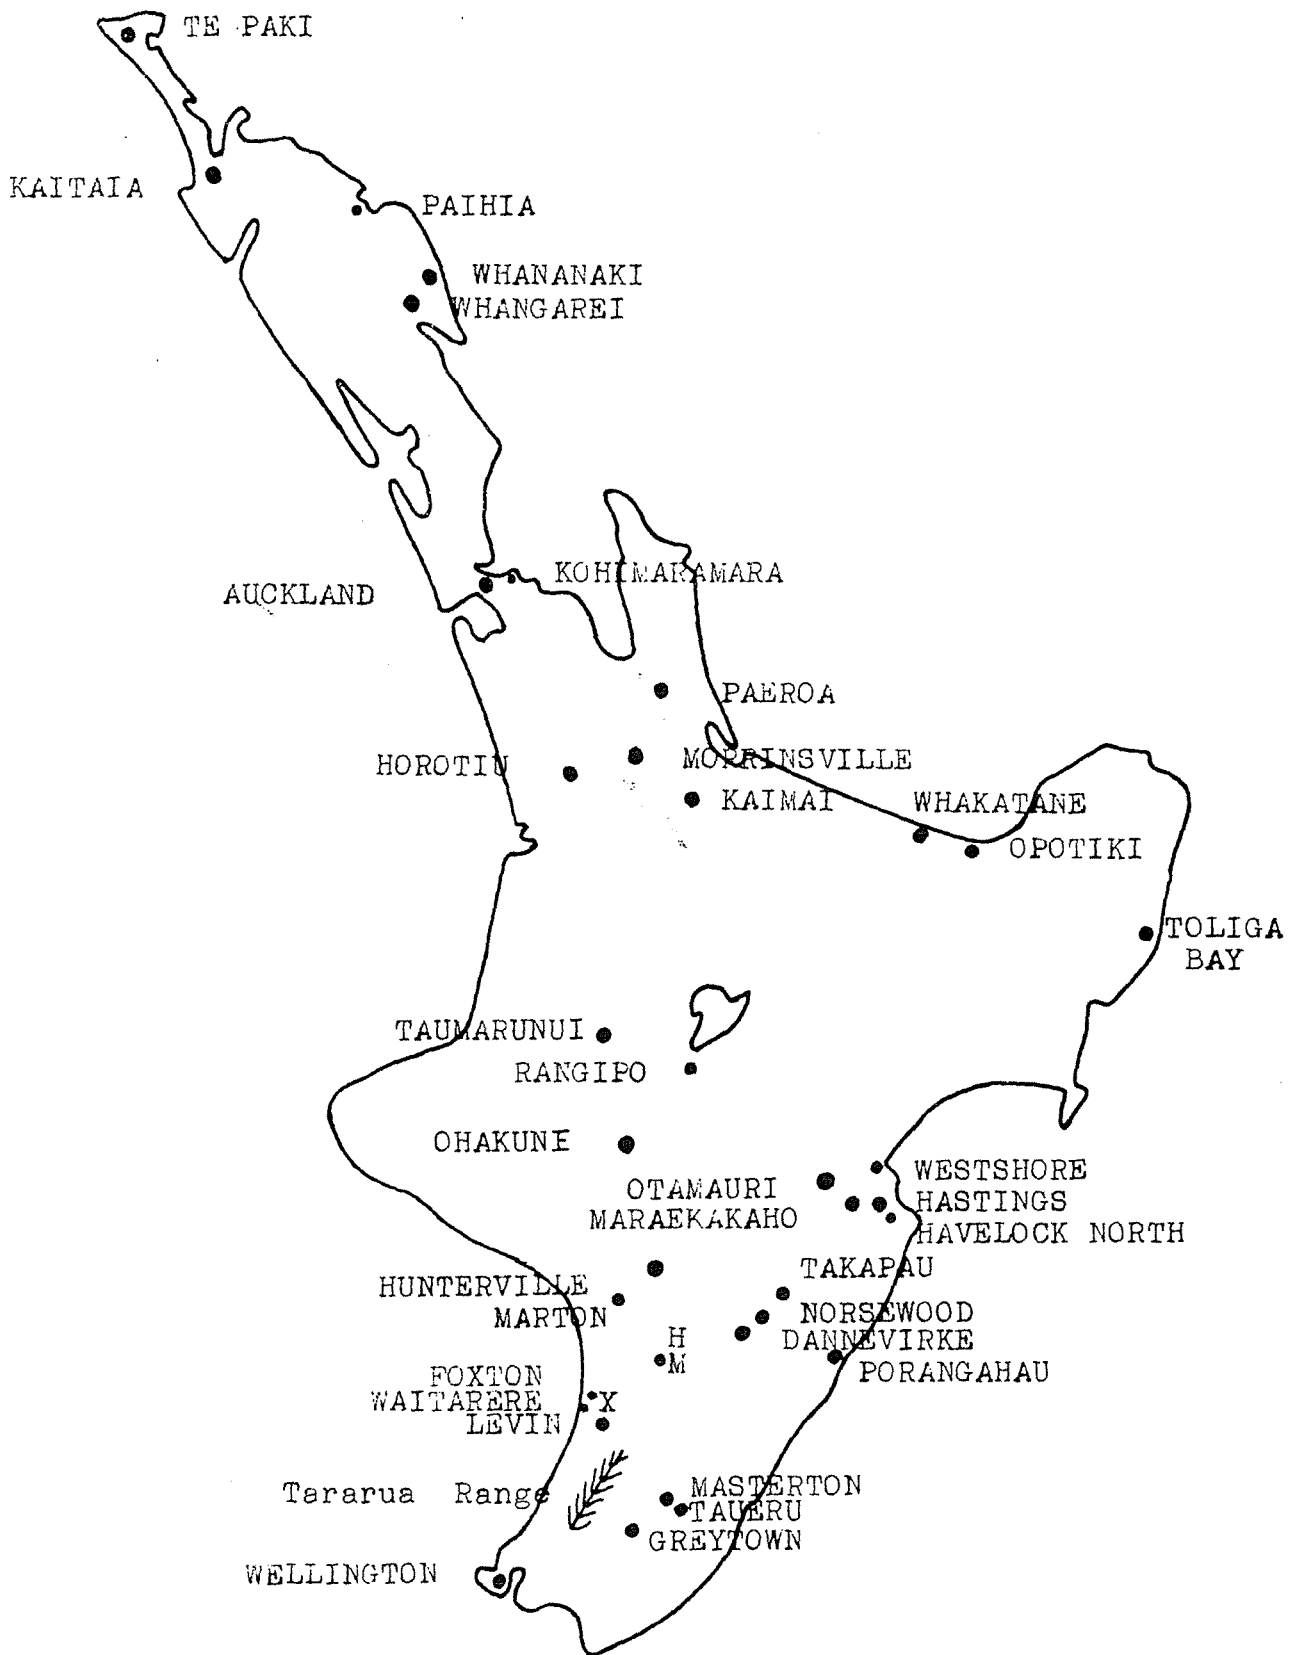 TE PAKI
KAITAIA
PAIHIA
WHANANAKI
WHANGAREI
KOHIMARAMARA
AUCKLAND
PAEROA
MORRINSVILLE
HOROTIU
KAIMAI
WHAKATANE
OPOTIKI
TOLIGA
BAY
TAUMARUNUI
RANGIPO
OHAKUNE
WESTSHORE
OTAMAURI
HASTINGS
MARAEKAKAHO
HAVELOCK NORTH
TAKAPAU
HUNTERVILLE
MARTON
NORSEWOOD
H
DANNEVIRKE
M
PORANGAHAU
FOXTON
WAITARERE
X
LEVIN
Tararua Range
MASTERTON
TAUERU
GREYTOWN
WELLINGTON